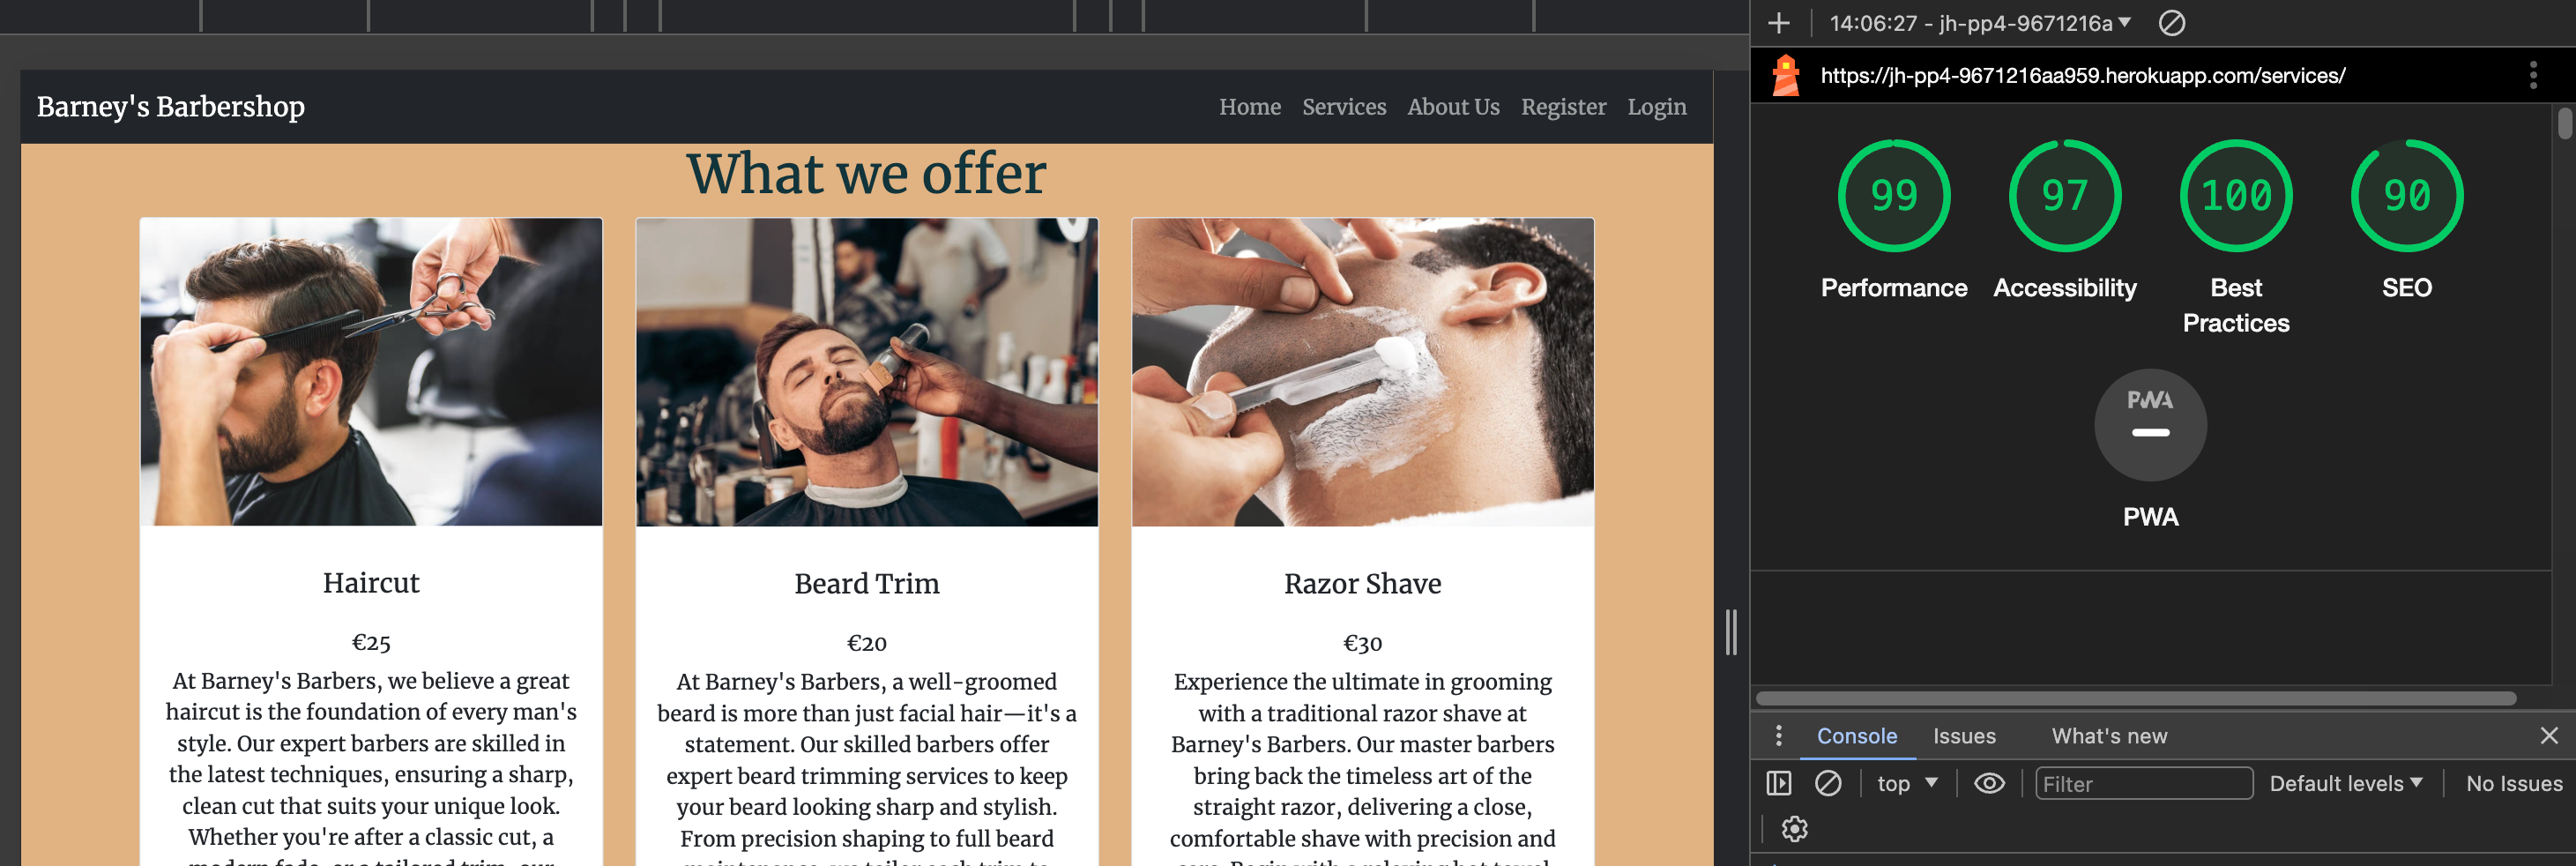 Barney's Barbershop
Home Services About Us Register Login
What we offer
Haircut
€25
At Barney's Barbers, we believe a great
haircut is the foundation of every man's
style. Our expert barbers are skilled in
the latest techniques, ensuring a sharp,
clean cut that suits your unique look.
Whether you're after a classic cut, a
Beard Trim
€20
At Barney's Barbers, a well-groomed
beard is more than just facial hair—it's a
statement. Our skilled barbers offer
expert beard trimming services to keep
your beard looking sharp and stylish.
From precision shaping to full beard
Razor Shave
€30
Experience the ultimate in grooming
with a traditional razor shave at
Barney's Barbers. Our master barbers
bring back the timeless art of the
straight razor, delivering a close,
comfortable shave with precision and
14:06:27 - jh-pp4-9671216a
https://jh-pp4-9671216aa959.herokuapp.com/services/
99 97 100 90
Performance Accessibility Best Practices SEO
PWA
PWA
Console Issues What's new
top Filter Default levels No Issues